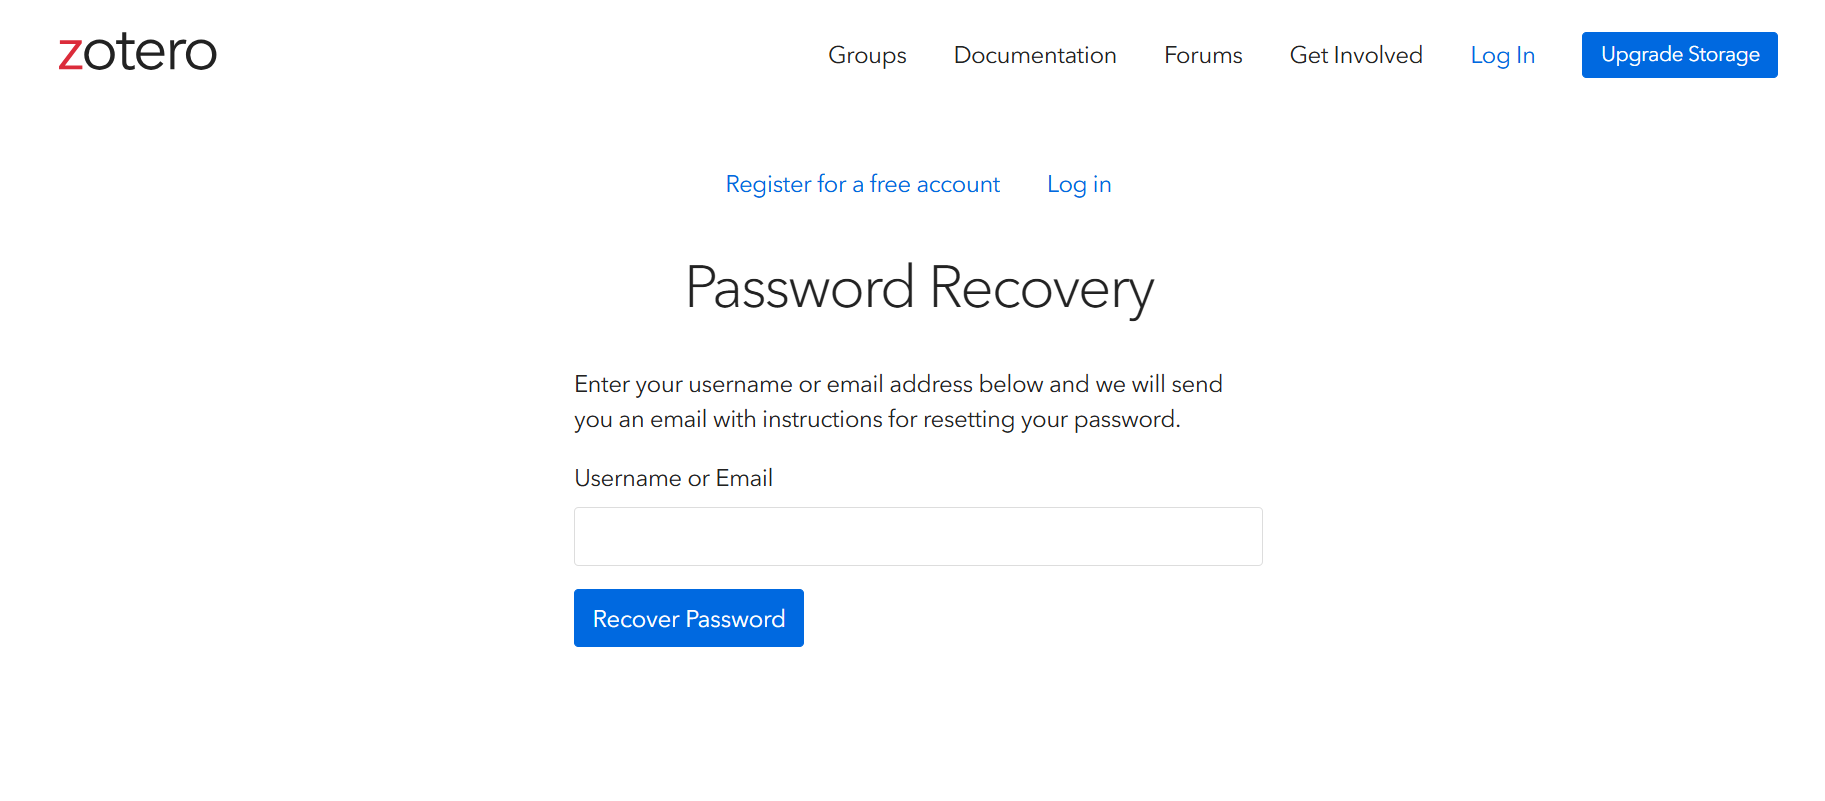 zotero
Groups Documentation Forums Get Involved Log In Upgrade Storage
Register for a free account Log in
Password Recovery
Enter your username or email address below and we will send
you an email with instructions for resetting your password.
Username or Email
Recover Password